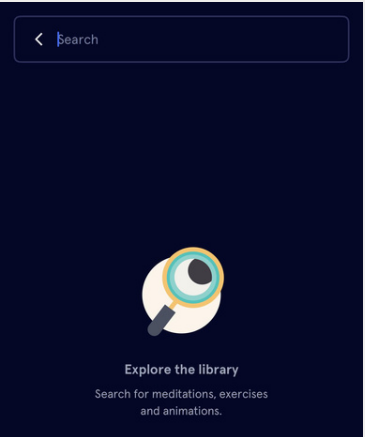 Search
Explore the library
Search for meditations, exercises
and animations.